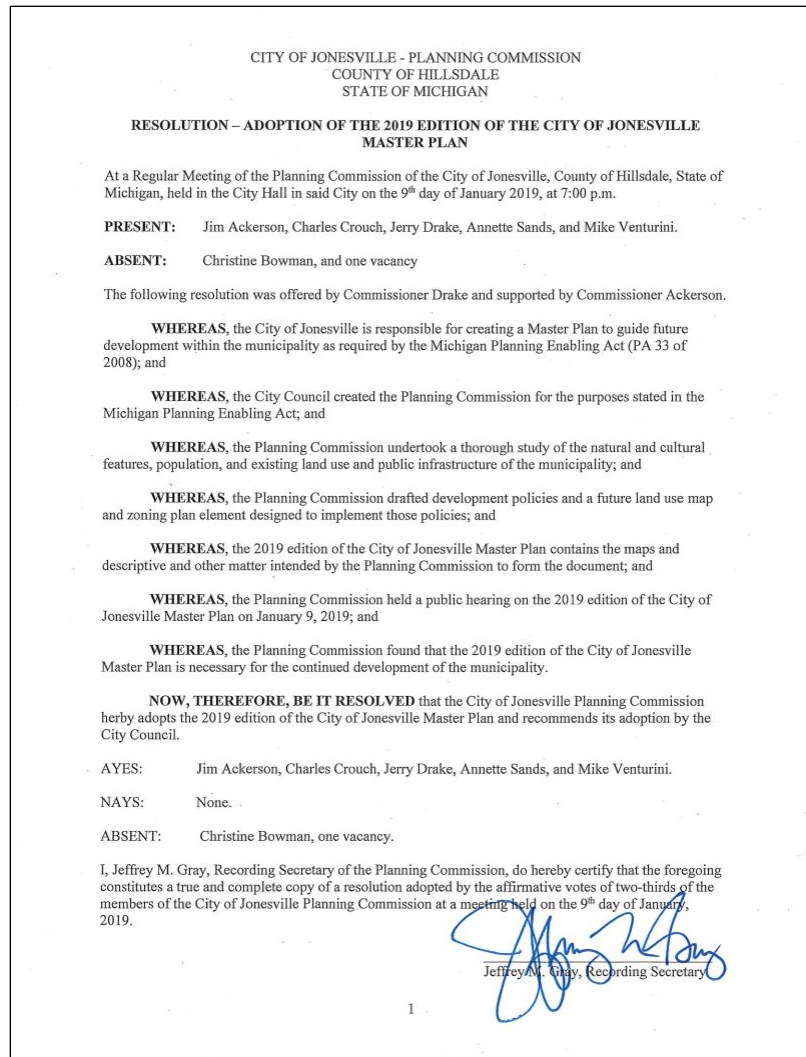 CITY OF JONESVILLE - PLANNING COMMISSION
COUNTY OF HILLSDALE
STATE OF MICHIGAN
RESOLUTION – ADOPTION OF THE 2019 EDITION OF THE CITY OF JONESVILLE
MASTER PLAN
At a Regular Meeting of the Planning Commission of the City of Jonesville, County of Hillsdale, State of
Michigan, held in the City Hall in said City on the 9th day of January 2019, at 7:00 p.m.
PRESENT: Jim Ackerson, Charles Crouch, Jerry Drake, Annette Sands, and Mike Venturini.
ABSENT: Christine Bowman, and one vacancy
The following resolution was offered by Commissioner Drake and supported by Commissioner Ackerson.
WHEREAS, the City of Jonesville is responsible for creating a Master Plan to guide future
development within the municipality as required by the Michigan Planning Enabling Act (PA 33 of
2008); and
WHEREAS, the City Council created the Planning Commission for the purposes stated in the
Michigan Planning Enabling Act; and
WHEREAS, the Planning Commission undertook a thorough study of the natural and cultural
features, population, and existing land use and public infrastructure of the municipality; and
WHEREAS, the Planning Commission drafted development policies and a future land use map
and zoning plan element designed to implement those policies; and
WHEREAS, the 2019 edition of the City of Jonesville Master Plan contains the maps and
descriptive and other matter intended by the Planning Commission to form the document; and
WHEREAS, the Planning Commission held a public hearing on the 2019 edition of the City of
Jonesville Master Plan on January 9, 2019; and
WHEREAS, the Planning Commission found that the 2019 edition of the City of Jonesville
Master Plan is necessary for the continued development of the municipality.
NOW, THEREFORE, BE IT RESOLVED that the City of Jonesville Planning Commission
herby adopts the 2019 edition of the City of Jonesville Master Plan and recommends its adoption by the
City Council.
AYES: Jim Ackerson, Charles Crouch, Jerry Drake, Annette Sands, and Mike Venturini.
NAYS: None.
ABSENT: Christine Bowman, one vacancy.
I, Jeffrey M. Gray, Recording Secretary of the Planning Commission, do hereby certify that the foregoing
constitutes a true and complete copy of a resolution adopted by the affirmative votes of two-thirds of the
members of the City of Jonesville Planning Commission at a meeting held on the 9th day of January,
2019.
Jeffrey M. Gray, Recording Secretary
1